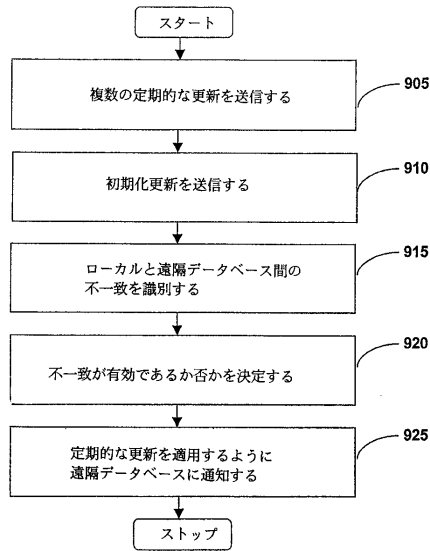 スタート
複数の定期的な更新を送信する
905
初期化更新を送信する
910
ローカルと遠隔データベース間の
不一致を識別する
915
不一致が有効であるか否かを決定する
920
定期的な更新を適用するように
遠隔データベースに通知する
925
ストップ